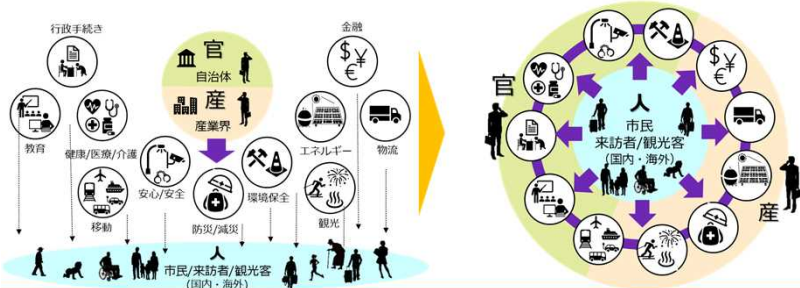 行政手続き
金融
官
自治体
産
産業界
教育
健康/医療/介護
安心/安全
環境保全
エネルギー
物流
移動
防災/減災
観光
人
市民/来訪者/観光客
(国内・海外)
$ ¥
€
官
人
市民
来訪者/観光客
(国内・海外)
産
$ ¥
€